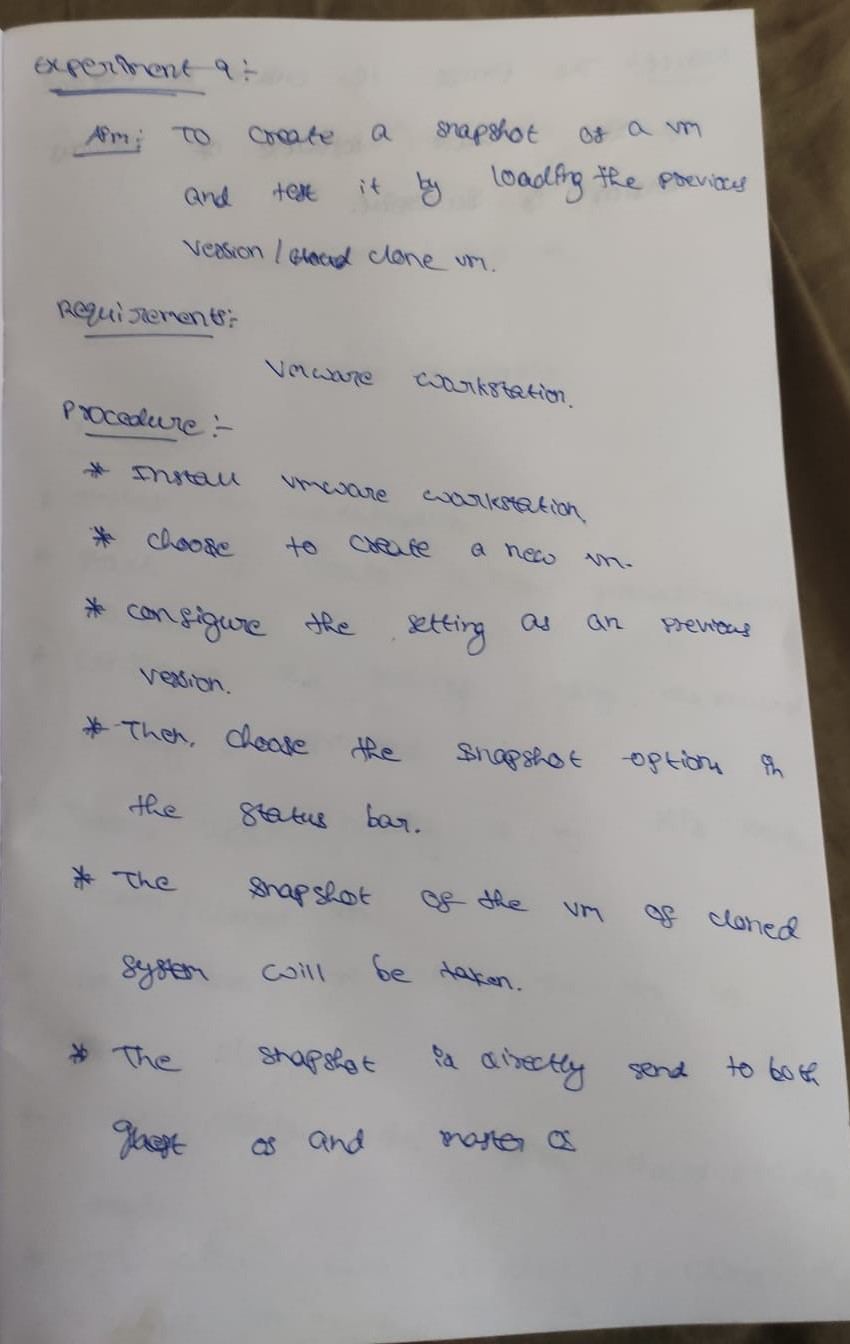 Experiment 9:-
Aim: To create a snapshot of a vm
and test it by loading the previous
version / clone vm.
Requirements:-
Vmware workstation.
Procedure:-
* Install vmware workstation.
* choose to create a new vm.
* configure the setting as an previous
version.
* Then, choose the snapshot option in
the status bar.
* The snapshot of the vm of cloned
system will be taken.
* The snapshot is directly send to both
guest os and master os